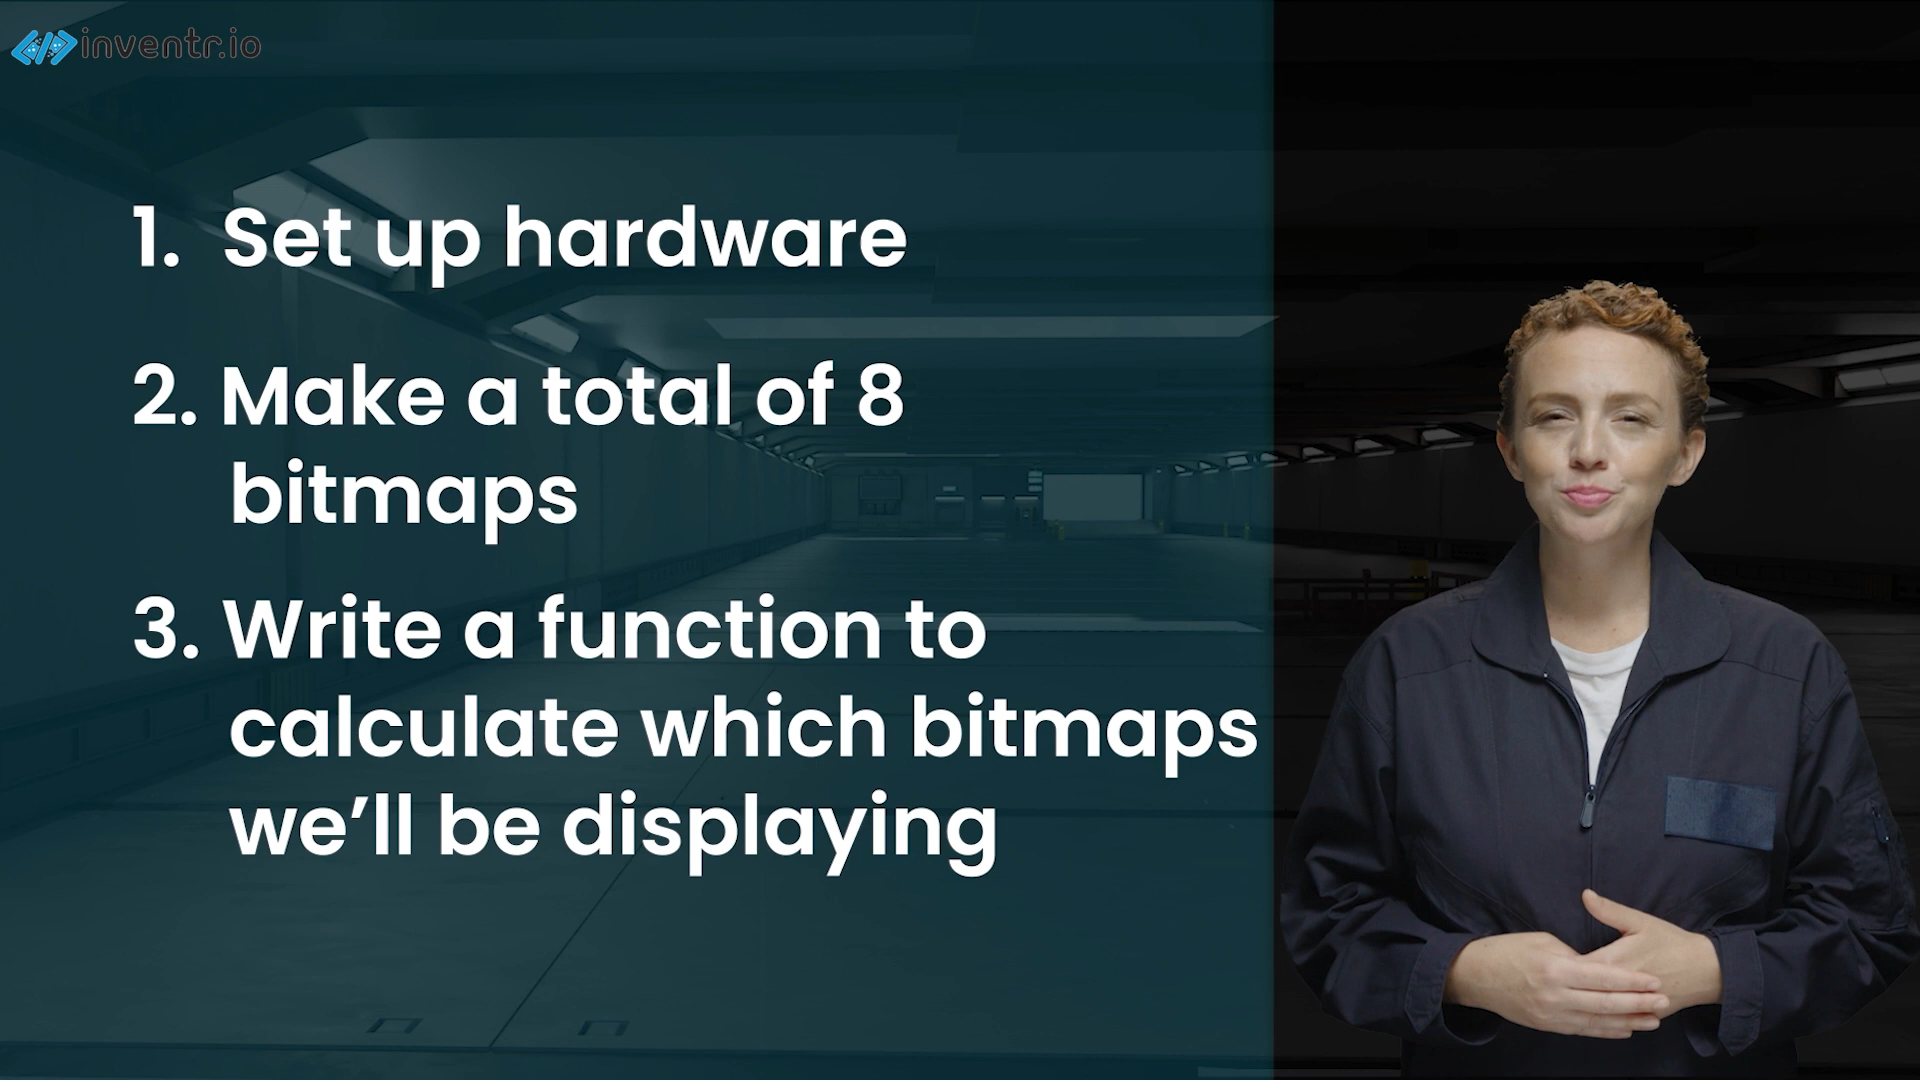 inventr.io
1. Set up hardware
2. Make a total of 8
bitmaps
3. Write a function to
calculate which bitmaps
we’ll be displaying